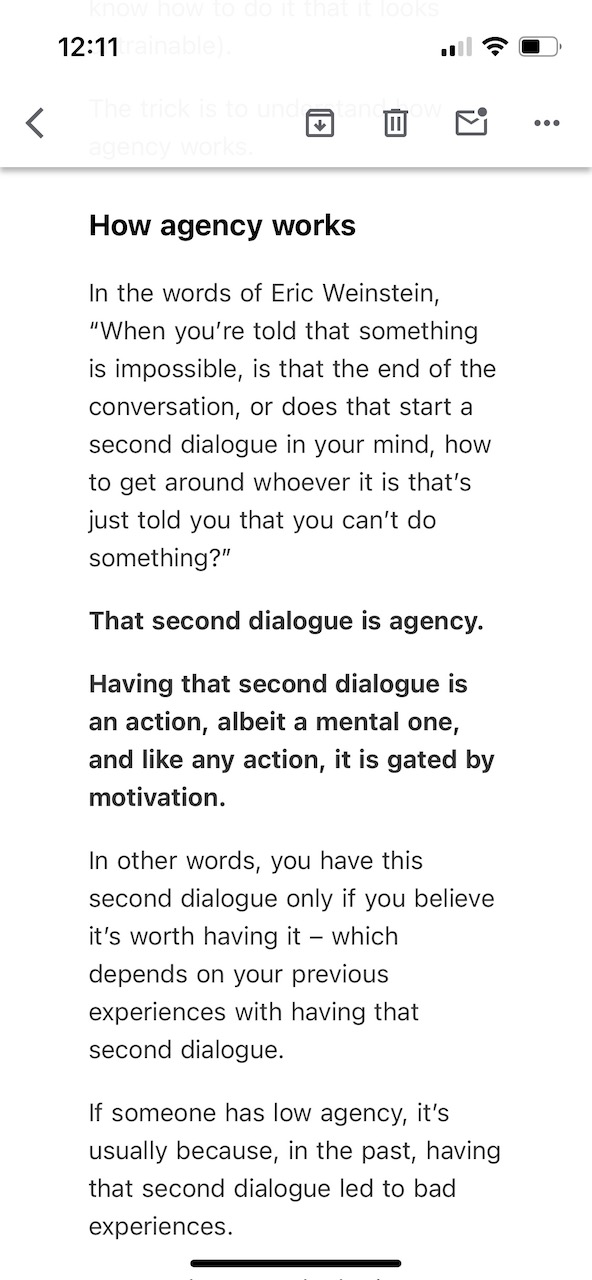 know how to do it that it looks
12:11
trainable).
The trick is to understand how
agency works.
How agency works
In the words of Eric Weinstein,
“When you’re told that something
is impossible, is that the end of the
conversation, or does that start a
second dialogue in your mind, how
to get around whoever it is that’s
just told you that you can’t do
something?”
That second dialogue is agency.
Having that second dialogue is
an action, albeit a mental one,
and like any action, it is gated by
motivation.
In other words, you have this
second dialogue only if you believe
it’s worth having it – which
depends on your previous
experiences with having that
second dialogue.
If someone has low agency, it’s
usually because, in the past, having
that second dialogue led to bad
experiences.